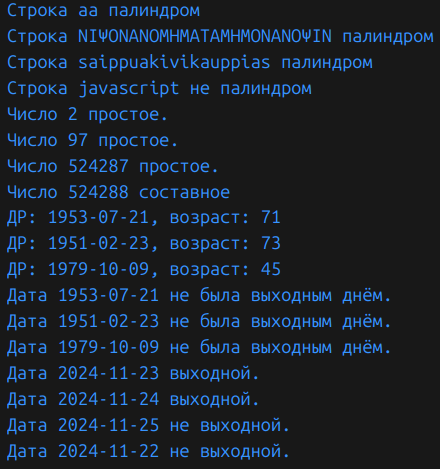 Строка aa палиндром
Строка ΝΙΨΟΝΑΝΟΜΗΜΑΤΑΜΗΜΟΝΑΝΟΨΙΝ палиндром
Строка saippuakivikauppias палиндром
Строка javascript не палиндром
Число 2 простое.
Число 97 простое.
Число 524287 простое.
Число 524288 составное
ДР: 1953-07-21, возраст: 71
ДР: 1951-02-23, возраст: 73
ДР: 1979-10-09, возраст: 45
Дата 1953-07-21 не была выходным днём.
Дата 1951-02-23 не была выходным днём.
Дата 1979-10-09 не была выходным днём.
Дата 2024-11-23 выходной.
Дата 2024-11-24 выходной.
Дата 2024-11-25 не выходной.
Дата 2024-11-22 не выходной.